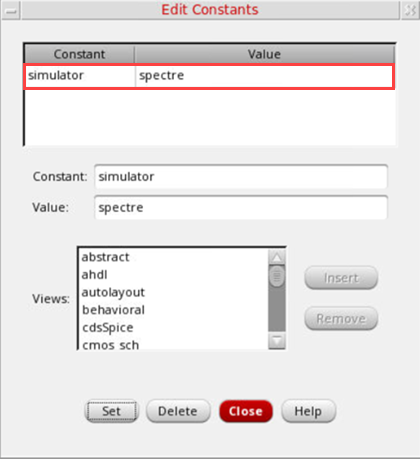 Edit Constants
Constant Value
simulator spectre
Constant: simulator
Value: spectre
Views:
abstract
ahdl
autolayout
behavioral
cdsSpice
cmos_sch
Insert
Remove
Set Delete Close Help